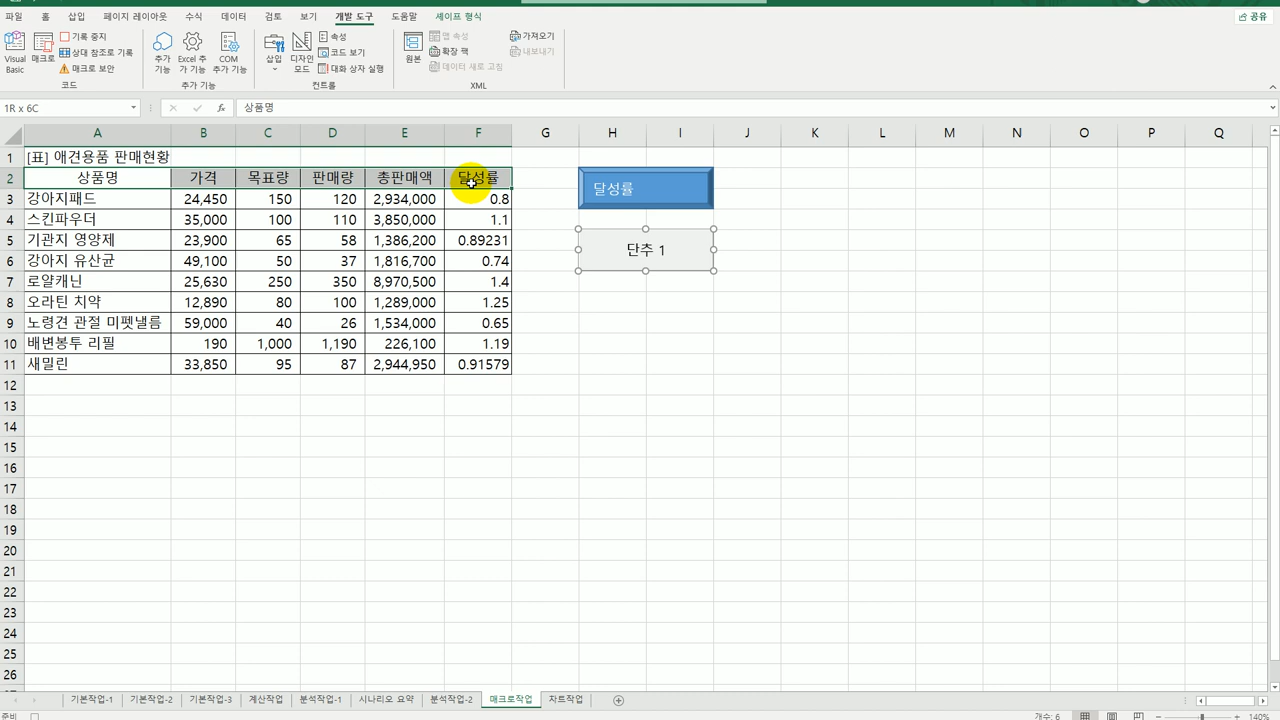 파일 홈 삽입 페이지 레이아웃 수식 데이터 검토 보기 개발 도구 도움말 셰이프 형식 공유
Visual Basic
매크로
기록 중지
상대 참조로 기록
매크로 보안
코드
추가 기능
Excel 추가 기능
COM 추가 기능
추가 기능
삽입
디자인 모드
속성
코드 보기
대화 상자 실행
컨트롤
원본
맵 속성
확장 팩
데이터 새로 고침
가져오기
내보내기
XML
1R x 6C fx 상품명
A B C D E F G H I J K L M N O P Q
1 [표] 애견용품 판매현황
2 상품명 가격 목표량 판매량 총판매액 달성률
3 강아지패드 24,450 150 120 2,934,000 0.8
4 스킨파우더 35,000 100 110 3,850,000 1.1
5 기관지 영양제 23,900 65 58 1,386,200 0.89231
6 강아지 유산균 49,100 50 37 1,816,700 0.74
7 로얄캐닌 25,630 250 350 8,970,500 1.4
8 오라틴 치약 12,890 80 100 1,289,000 1.25
9 노령견 관절 미펫낼름 59,000 40 26 1,534,000 0.65
10 배변봉투 리필 190 1,000 1,190 226,100 1.19
11 새밀린 33,850 95 87 2,944,950 0.91579
달성률
단추 1
12
13
14
15
16
17
18
19
20
21
22
23
24
25
26
기본작업-1 기본작업-2 기본작업-3 계산작업 분석작업-1 시나리오 요약 분석작업-2 매크로작업 차트작업
준비 개수: 6 140%